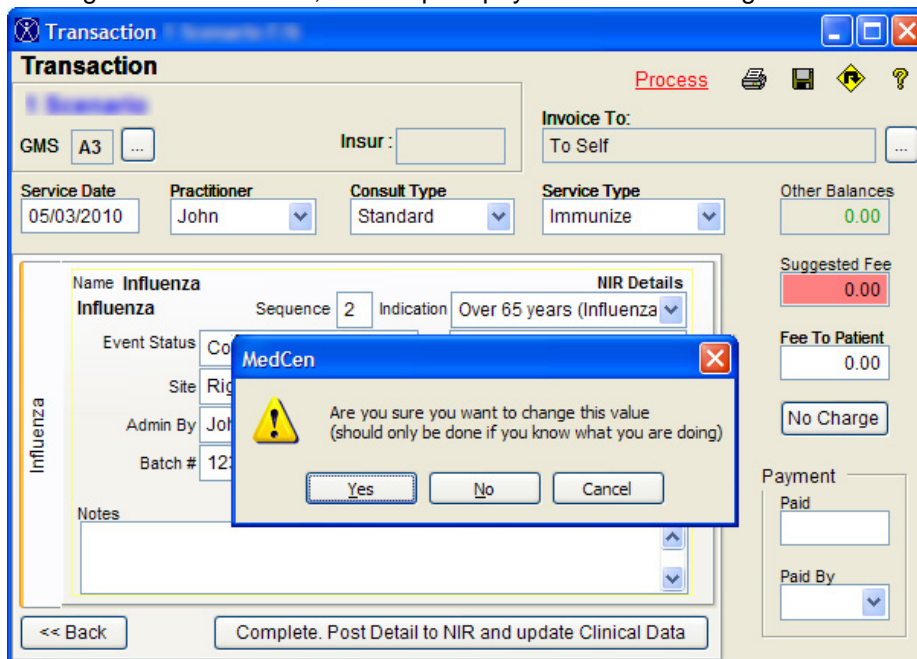 Transaction
Transaction
Process
?
GMS A3 ...
Insur :
Invoice To:
To Self
...
Service Date Practitioner Consult Type Service Type Other Balances
05/03/2010 John Standard Immunize 0.00
Suggested Fee
0.00
Name Influenza NIR Details
Influenza Sequence 2 Indication Over 65 years (Influenza
Event Status
Fee To Patient
0.00
Site
Admin By
Batch # 12
Influenza
MedCen
Are you sure you want to change this value
(should only be done if you know what you are doing)
Yes No Cancel
No Charge
Notes
Payment
Paid
Paid By
<< Back Complete. Post Detail to NIR and update Clinical Data